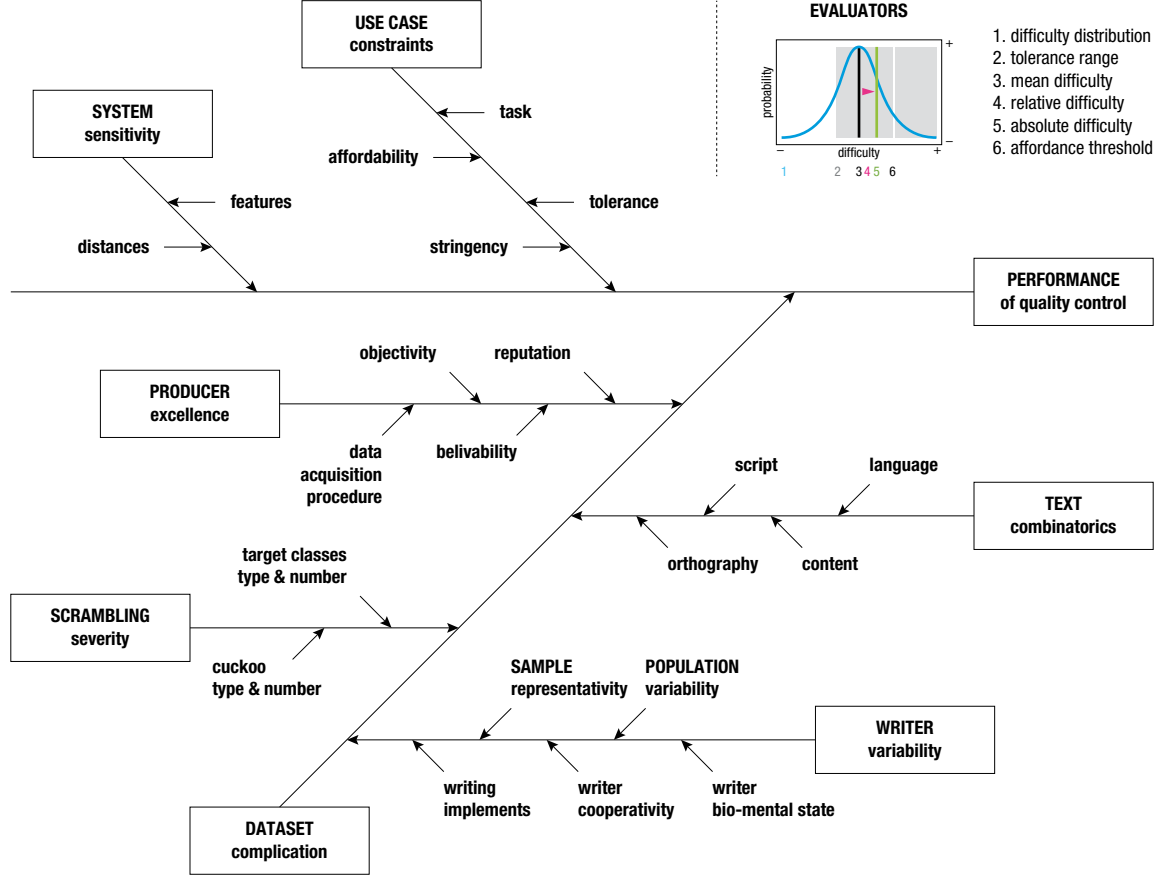 USE CASE
constraints
EVALUATORS
probability
+
−
−
difficulty
+
1
2
3
4
5
6
1. difficulty distribution
2. tolerance range
3. mean difficulty
4. relative difficulty
5. absolute difficulty
6. affordance threshold
SYSTEM
sensitivity
task
affordability
features
tolerance
distances
stringency
PERFORMANCE
of quality control
objectivity
reputation
PRODUCER
excellence
data
acquisition
procedure
belivability
script
language
TEXT
combinatorics
orthography
content
target classes
type & number
SCRAMBLING
severity
cuckoo
type & number
SAMPLE
representativity
POPULATION
variability
WRITER
variability
writing
implements
writer
cooperativity
writer
bio-mental state
DATASET
complication